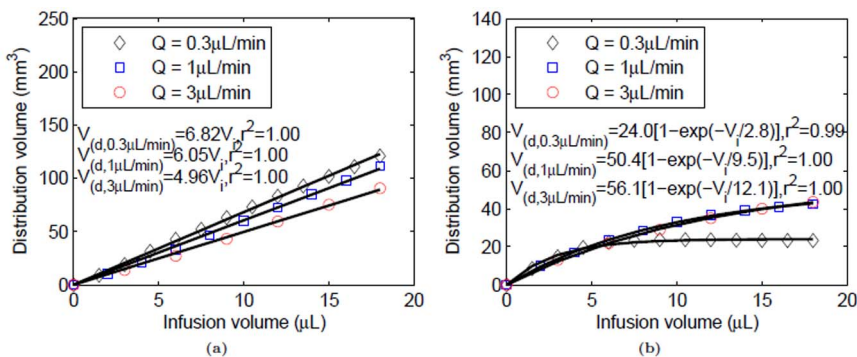 250
200
150
100
50
0
Distribution volume (mm³)
Q = 0.3μL/min
Q = 1μL/min
Q = 3μL/min
V(d,0.3μL/min)=6.82Vi,r²=1.00
V(d,1μL/min)=6.05Vi,r²=1.00
V(d,3μL/min)=4.96Vi,r²=1.00
0 5 10 15 20
Infusion volume (μL)
(a)
140
120
100
80
60
40
20
0
Distribution volume (mm³)
Q = 0.3μL/min
Q = 1μL/min
Q = 3μL/min
V(d,0.3μL/min)=24.0[1−exp(−Vi/2.8)],r²=0.99
V(d,1μL/min)=50.4[1−exp(−Vi/9.5)],r²=1.00
V(d,3μL/min)=56.1[1−exp(−Vi/12.1)],r²=1.00
0 5 10 15 20
Infusion volume (μL)
(b)